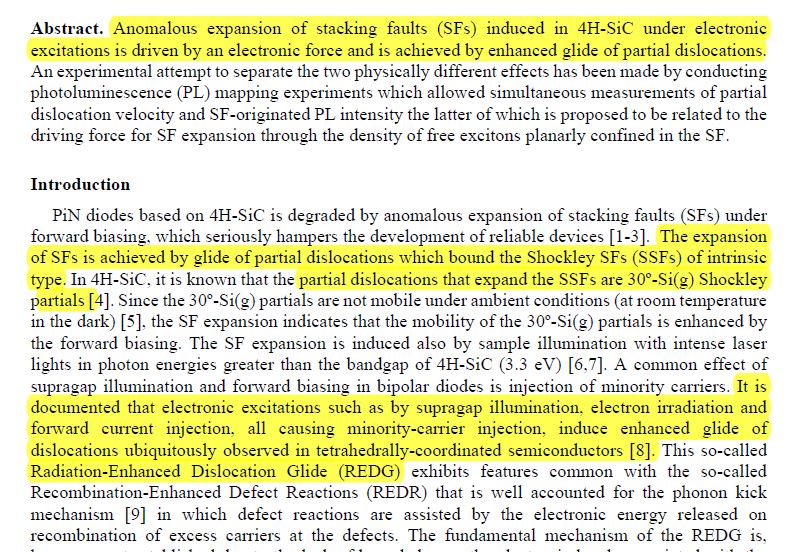 Abstract. Anomalous expansion of stacking faults (SFs) induced in 4H-SiC under electronic
excitations is driven by an electronic force and is achieved by enhanced glide of partial dislocations.
An experimental attempt to separate the two physically different effects has been made by conducting
photoluminescence (PL) mapping experiments which allowed simultaneous measurements of partial
dislocation velocity and SF-originated PL intensity the latter of which is proposed to be related to the
driving force for SF expansion through the density of free excitons planarly confined in the SF.
Introduction
PiN diodes based on 4H-SiC is degraded by anomalous expansion of stacking faults (SFs) under
forward biasing, which seriously hampers the development of reliable devices [1-3]. The expansion
of SFs is achieved by glide of partial dislocations which bound the Shockley SFs (SSFs) of intrinsic
type. In 4H-SiC, it is known that the partial dislocations that expand the SSFs are 30°-Si(g) Shockley
partials [4]. Since the 30°-Si(g) partials are not mobile under ambient conditions (at room temperature
in the dark) [5], the SF expansion indicates that the mobility of the 30°-Si(g) partials is enhanced by
the forward biasing. The SF expansion is induced also by sample illumination with intense laser
lights in photon energies greater than the bandgap of 4H-SiC (3.3 eV) [6,7]. A common effect of
supragap illumination and forward biasing in bipolar diodes is injection of minority carriers. It is
documented that electronic excitations such as by supragap illumination, electron irradiation and
forward current injection, all causing minority-carrier injection, induce enhanced glide of
dislocations ubiquitously observed in tetrahedrally-coordinated semiconductors [8]. This so-called
Radiation-Enhanced Dislocation Glide (REDG) exhibits features common with the so-called
Recombination-Enhanced Defect Reactions (REDR) that is well accounted for the phonon kick
mechanism [9] in which defect reactions are assisted by the electronic energy released on
recombination of excess carriers at the defects. The fundamental mechanism of the REDG is,